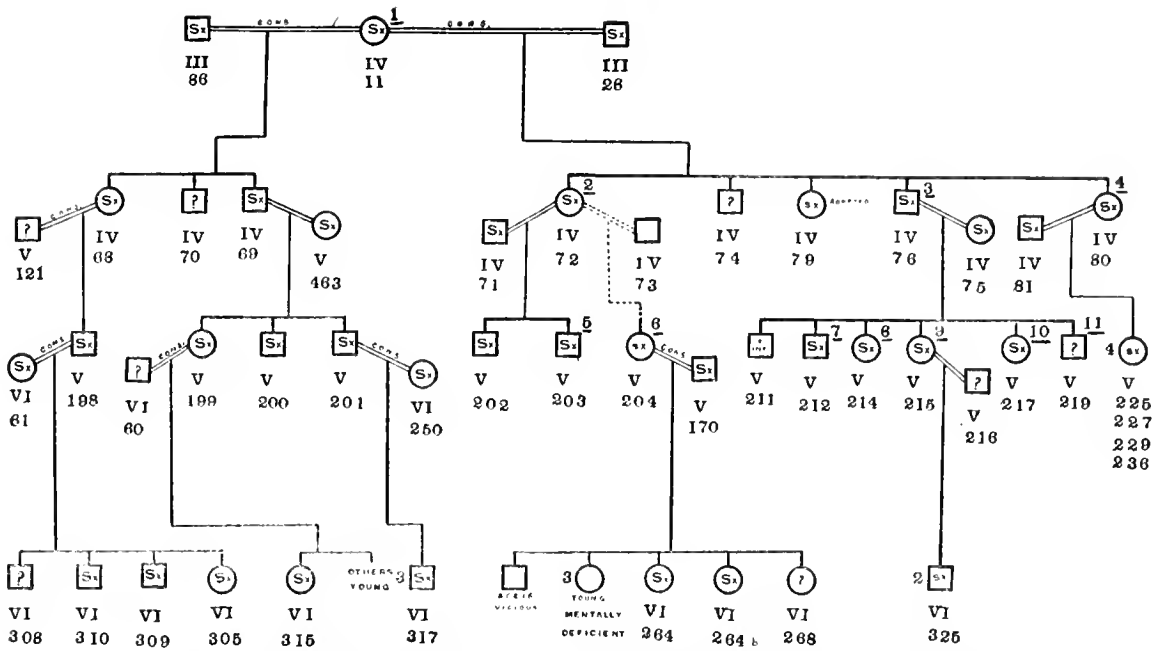 1
Sx CONS Sx CONS. Sx
III IV III
86 11 26
Sx ? Sx 2 Sx ? Sx ADOPTED 3 Sx 4 Sx
? CONS. Sx Sx Sx Sx
V IV IV IV V IV IV IV IV IV IV IV IV IV
121 68 70 69 463 71 72 73 74 79 76 75 81 80
Sx CONS Sx ? CONS. Sx Sx Sx CONS Sx Sx 5 Sx 6 Sx CONS Sx 7 Sx 8 Sx 9 Sx ? 10 Sx 11 ? 4 Sx
VI V VI V V V VI V V V V V V V V V V V V
61 198 60 199 200 201 250 202 203 204 170 211 212 214 215 216 217 219 225
227
229
236
? Sx Sx Sx Sx OTHERS 3 Sx 3 Sx Sx ? 2 Sx
YOUNG VICIOUS YOUNG
MENTALLY
DEFICIENT
VI VI VI VI VI VI VI VI VI VI
308 310 309 305 315 317 264 264 b 268 325